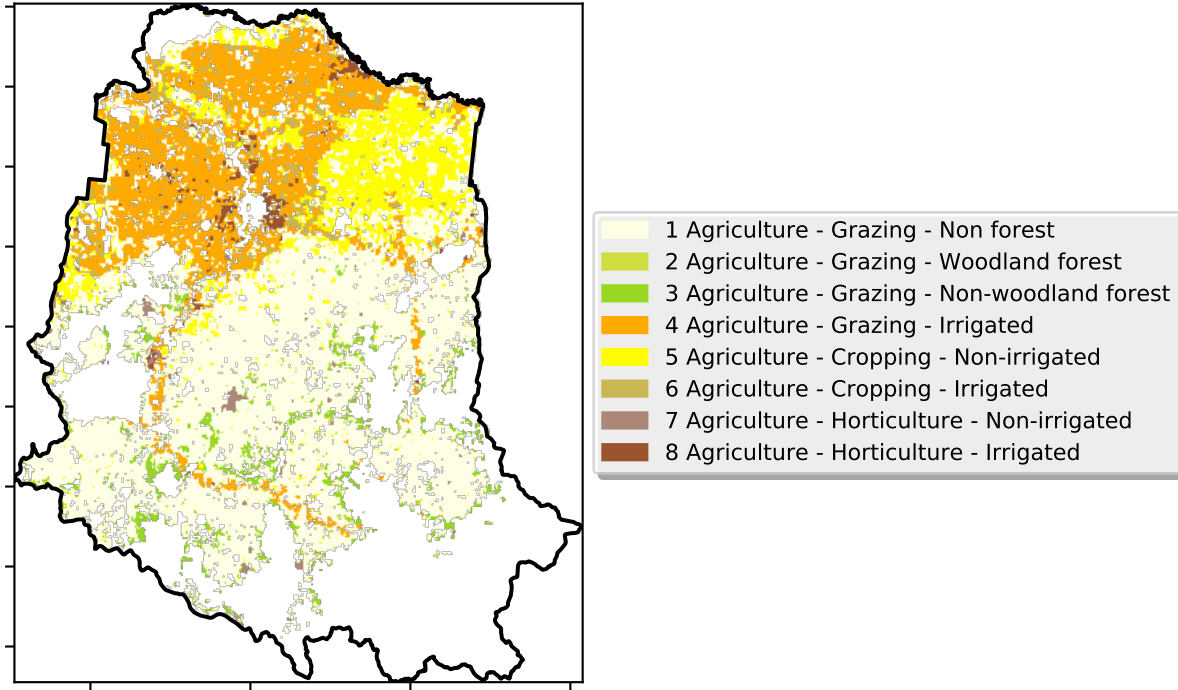 1 Agriculture - Grazing - Non forest
2 Agriculture - Grazing - Woodland forest
3 Agriculture - Grazing - Non-woodland forest
4 Agriculture - Grazing - Irrigated
5 Agriculture - Cropping - Non-irrigated
6 Agriculture - Cropping - Irrigated
7 Agriculture - Horticulture - Non-irrigated
8 Agriculture - Horticulture - Irrigated